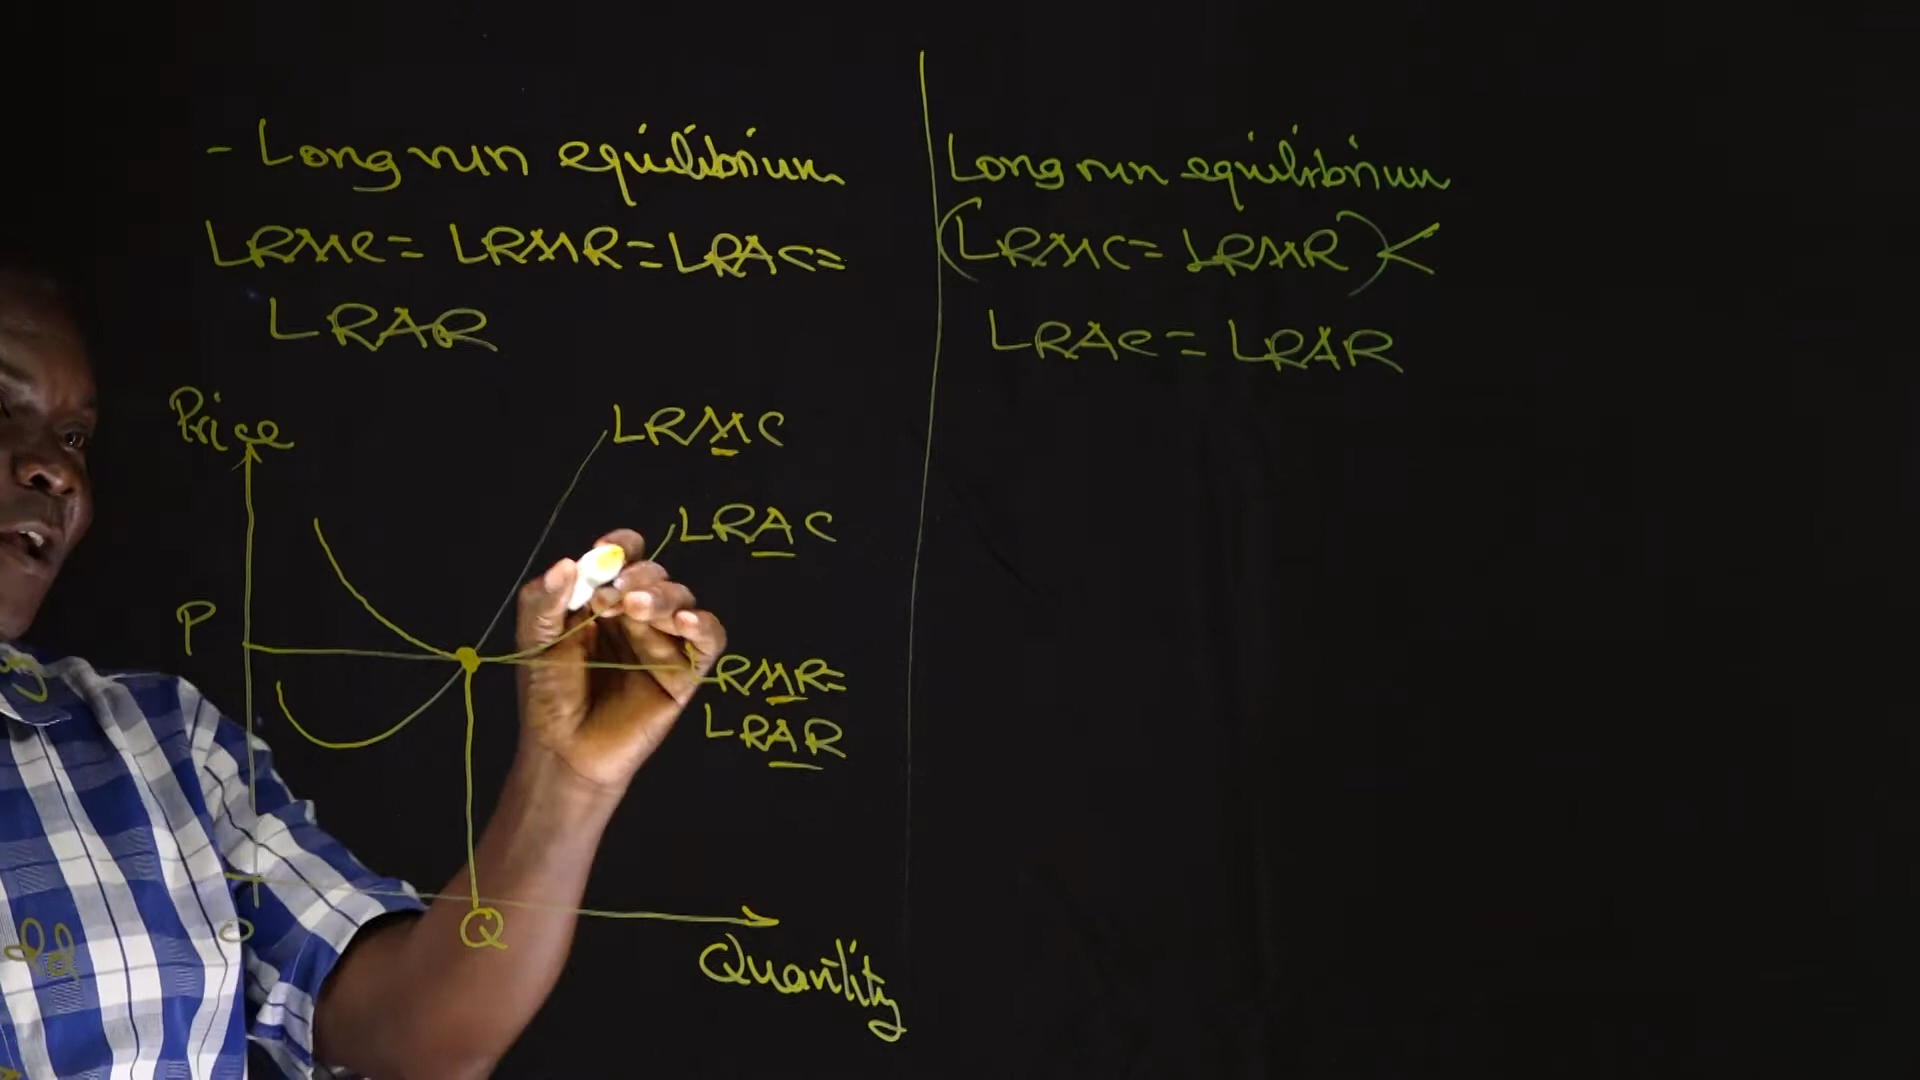 - Long run equilibrium
LRMC = LRMR = LRAC =
LRAR
Price
LRMC
LRAC
P
LRMR=
LRAR
O
Q
Quantity
Long run equilibrium
(LRMC = LRMR) <
LRAC = LRAR